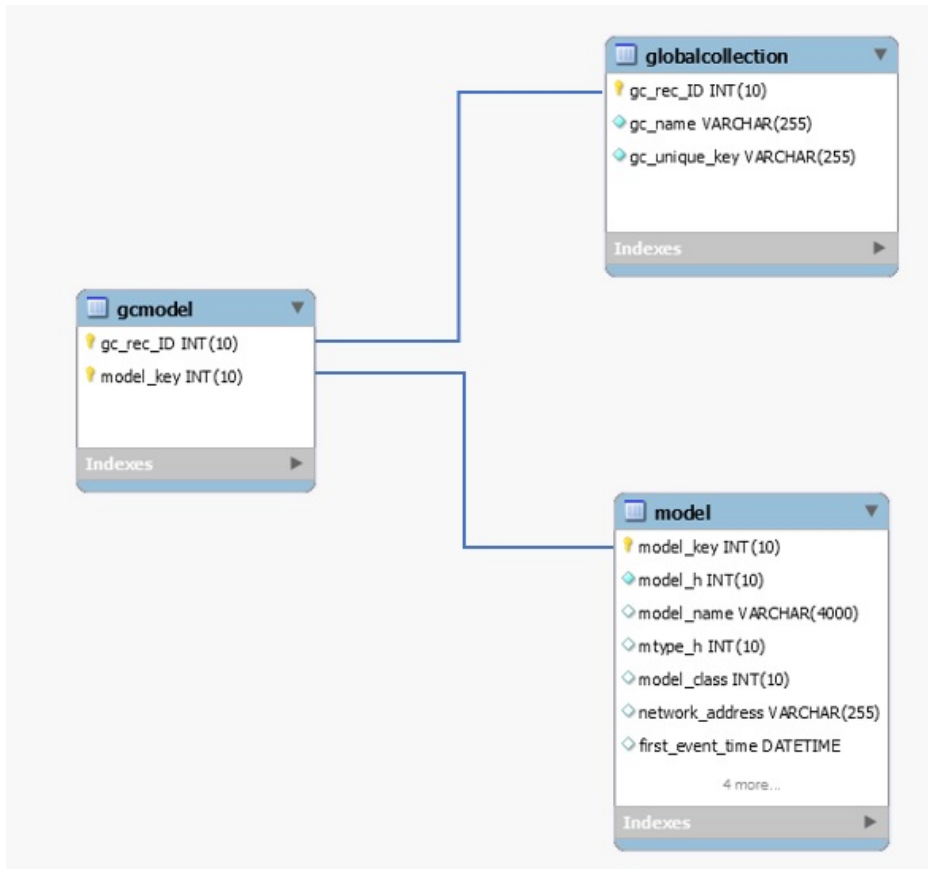 globalcollection
gc_rec_ID INT(10)
gc_name VARCHAR(255)
gc_unique_key VARCHAR(255)
Indexes
gcmodel
gc_rec_ID INT(10)
model_key INT(10)
Indexes
model
model_key INT(10)
model_h INT(10)
model_name VARCHAR(4000)
mtype_h INT(10)
model_class INT(10)
network_address VARCHAR(255)
first_event_time DATETIME
4 more...
Indexes